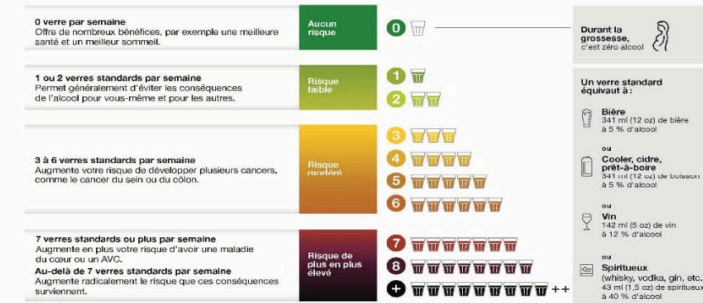 0 verre par semaine
Offre de nombreux bénéfices, par exemple une meilleure
santé et un meilleur sommeil.
Aucun
risque
0
Durant la
grossesse,
c'est zéro alcool
1 ou 2 verres standards par semaine
Permet généralement d'éviter les conséquences
de l'alcool pour vous-même et pour les autres.
Risque
faible
1
2
3 à 6 verres standards par semaine
Augmente votre risque de développer plusieurs cancers,
comme le cancer du sein ou du côlon.
Risque
modéré
3
4
5
6
7 verres standards ou plus par semaine
Augmente en plus votre risque d'avoir une maladie
du cœur ou un AVC.
Au-delà de 7 verres standards par semaine
Augmente radicalement le risque que ces conséquences
surviennent.
Risque de
plus en plus
élevé
7
8
+
++
Un verre standard
équivaut à :
Bière
341 ml (12 oz) de bière
à 5 % d'alcool
ou
Cooler, cidre,
prêt-à-boire
341 ml (12 oz) de boisson
à 5 % d'alcool
ou
Vin
142 ml (5 oz) de vin
à 12 % d'alcool
ou
Spiritueux
(whisky, vodka, gin, etc.)
43 ml (1,5 oz) de spiritueux
à 40 % d'alcool